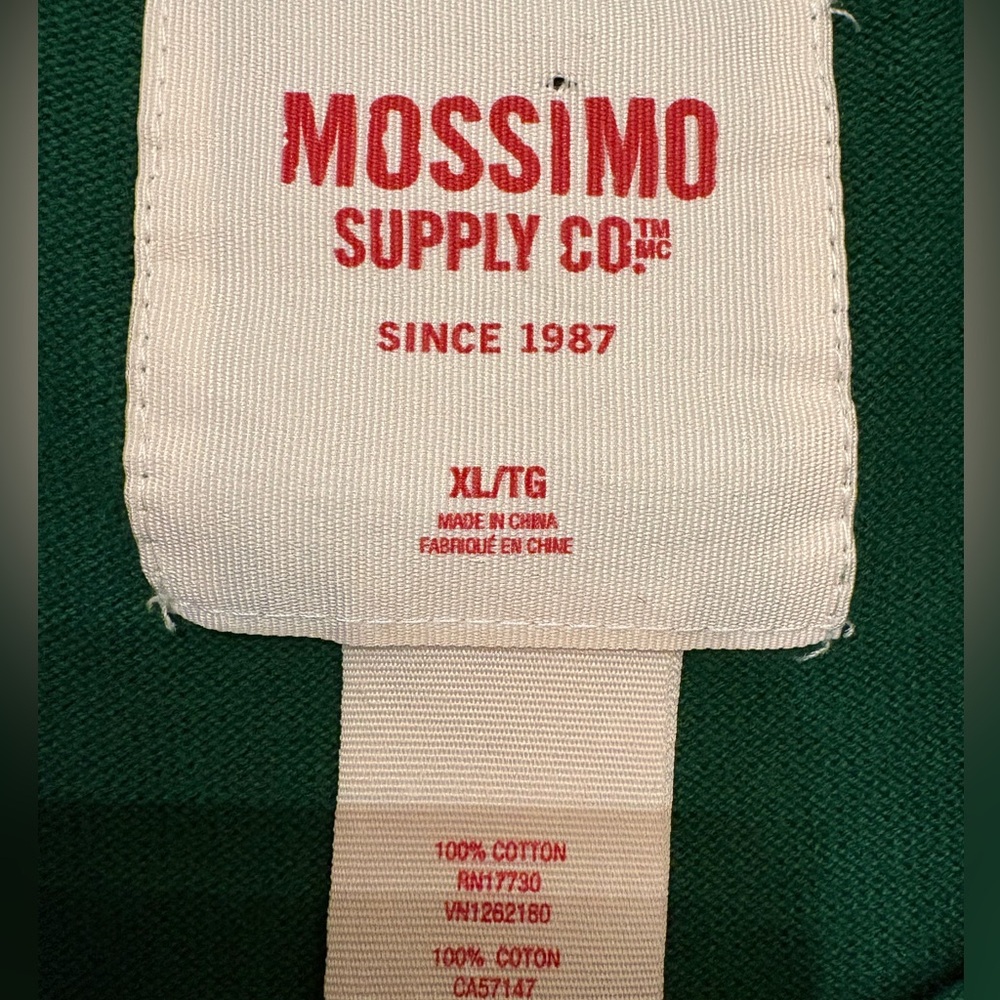 MOSSIMO
SUPPLY CO.™ MC
SINCE 1987
XL/TG
MADE IN CHINA
FABRIQUÉ EN CHINE
100% COTTON
RN17730
VN1262180
100% COTON
CA57147